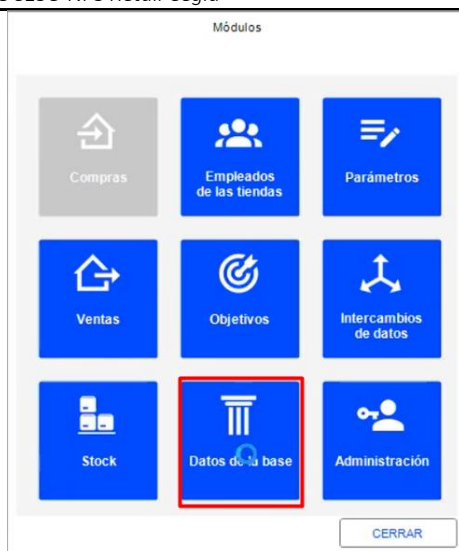 Módulos
Compras
Empleados
de las tiendas
Parámetros
Ventas
Objetivos
Intercambios
de datos
Stock
Datos de la base
Administración
CERRAR